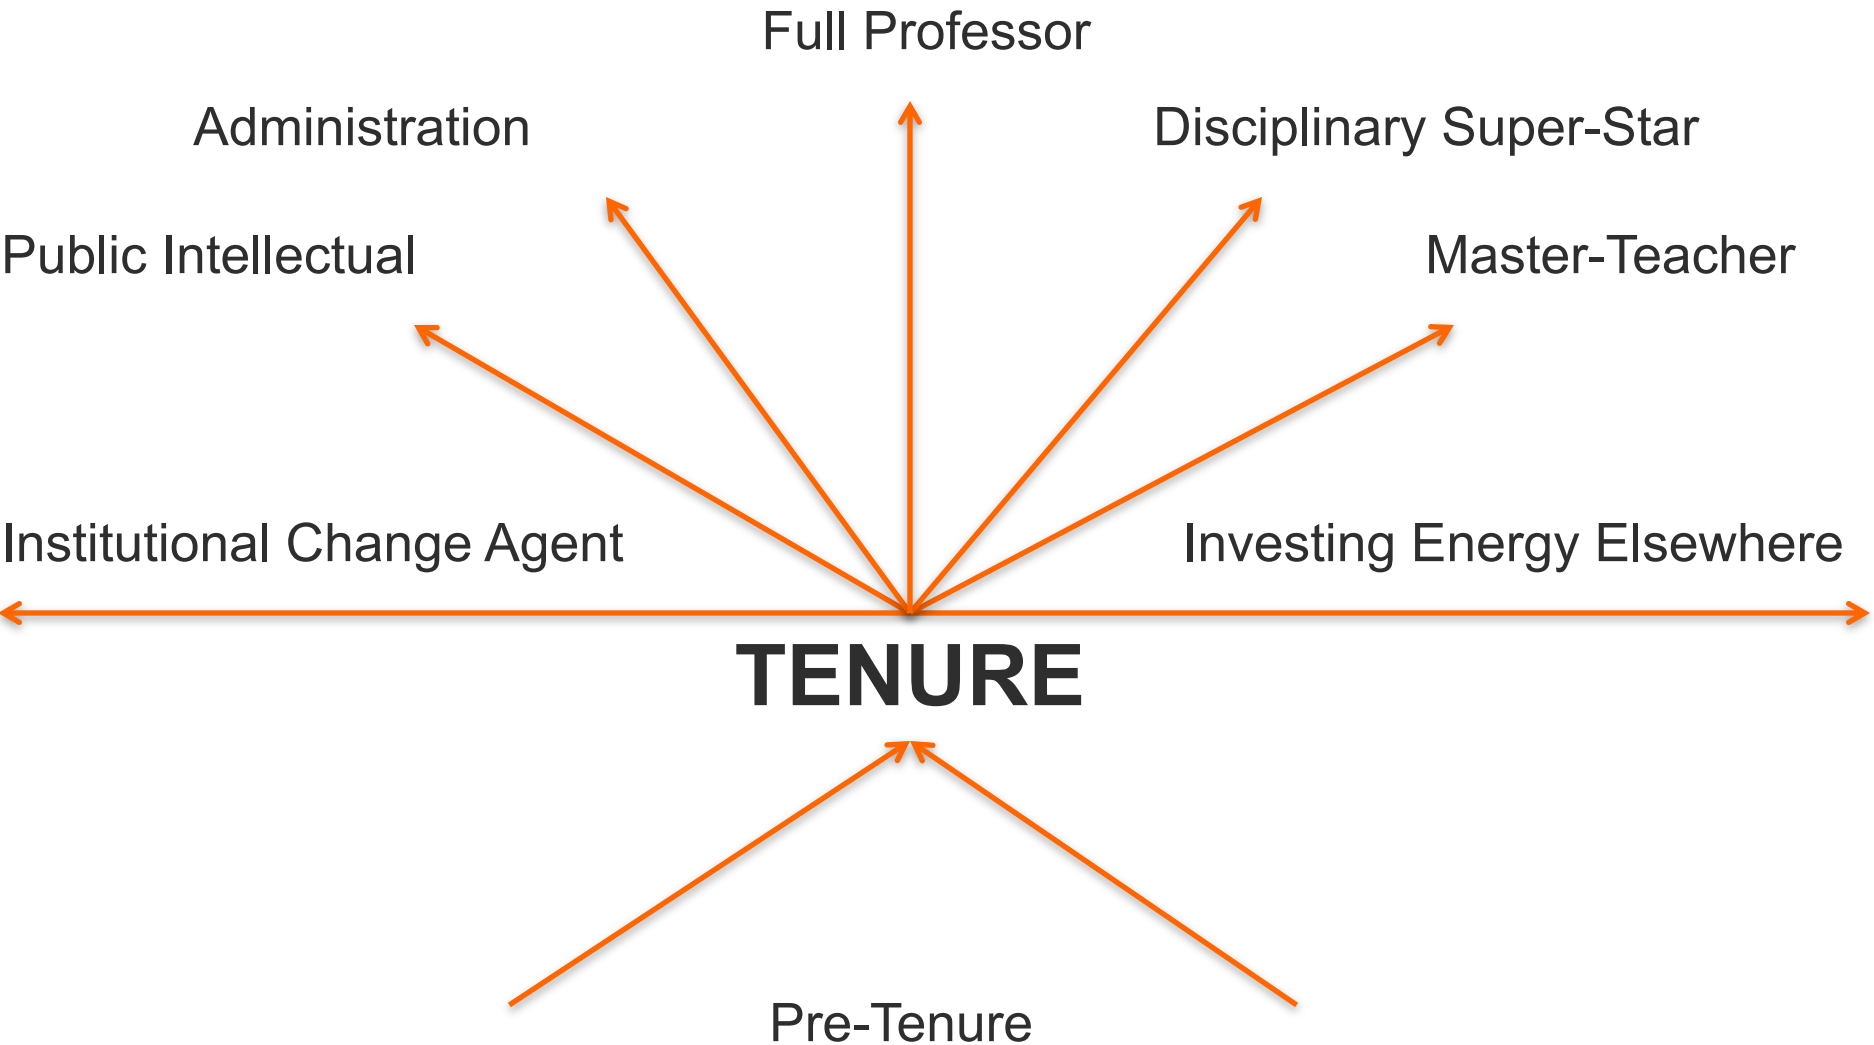 Full Professor
Administration
Disciplinary Super-Star
Public Intellectual
Master-Teacher
Institutional Change Agent
Investing Energy Elsewhere
TENURE
Pre-Tenure